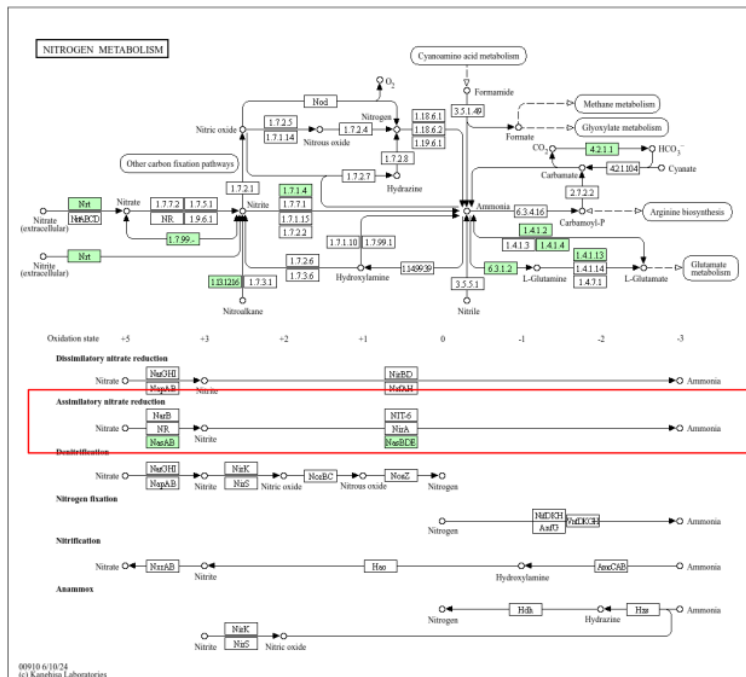 NITROGEN METABOLISM
Cyanoamino acid metabolism
O2
Formamide
Nod
Nitrogen
1.18.6.1
3.5.1.49
Methane metabolism
Nitric oxide
1.7.2.5
1.7.2.4
1.18.6.2
1.7.1.14
Nitrous oxide
1.19.6.1
Formate
Glyoxylate metabolism
CO2
4.2.1.1
HCO3-
Other carbon fixation pathways
1.7.2.8
4.2.1.104
Carbamate
Cyanate
1.7.2.7
Hydrazine
1.7.2.1
1.7.1.4
2.7.2.2
Nrt
Nitrate
1.7.7.2
1.7.5.1
Nitrite
1.7.7.1
Ammonia
NrtABCD
NR
1.9.6.1
1.7.1.15
6.3.4.16
Arginine biosynthesis
Nitrate
(extracellular)
1.7.2.2
Carbamoyl-P
1.7.99.-
1.7.1.10
1.7.99.1
1.4.1.2
1.4.1.3
1.4.1.4
Nrt
Nitrite
(extracellular)
1.7.2.6
1.7.3.6
Hydroxylamine
6.3.1.2
L-Glutamine
1.4.1.13
1.4.1.14
1.4.7.1
L-Glutamate
Glutamate
metabolism
1.7.3.1
3.5.5.1
Nitroalkane
Nitrile
Oxidation state +5 +3 +2 +1 0 -1 -2 -3
Dissimilatory nitrate reduction
NarGHI
NirBD
Nitrate
Nitrite
Ammonia
NapAB
NrfAH
Assimilatory nitrate reduction
NarB
NIT-6
Nitrate
NR
Nitrite
NirA
Ammonia
NasAB
NasBDE
Denitrification
NarGHI
NirK
Nitrate
Nitrite
Nitric oxide
NorBC
Nitrous oxide
NosZ
Nitrogen
NapAB
NirS
Nitrogen fixation
NifDKH
VnfDKGH
Nitrogen
Ammonia
AnfG
Nitrification
Nitrate
NxrAB
Nitrite
Hao
Hydroxylamine
AmoCAB
Ammonia
Anammox
Nitrogen
Hdh
Hydrazine
Hzs
Ammonia
NirK
Nitrite
Nitric oxide
NirS
00910 6/10/24
(c) Kanehisa Laboratories